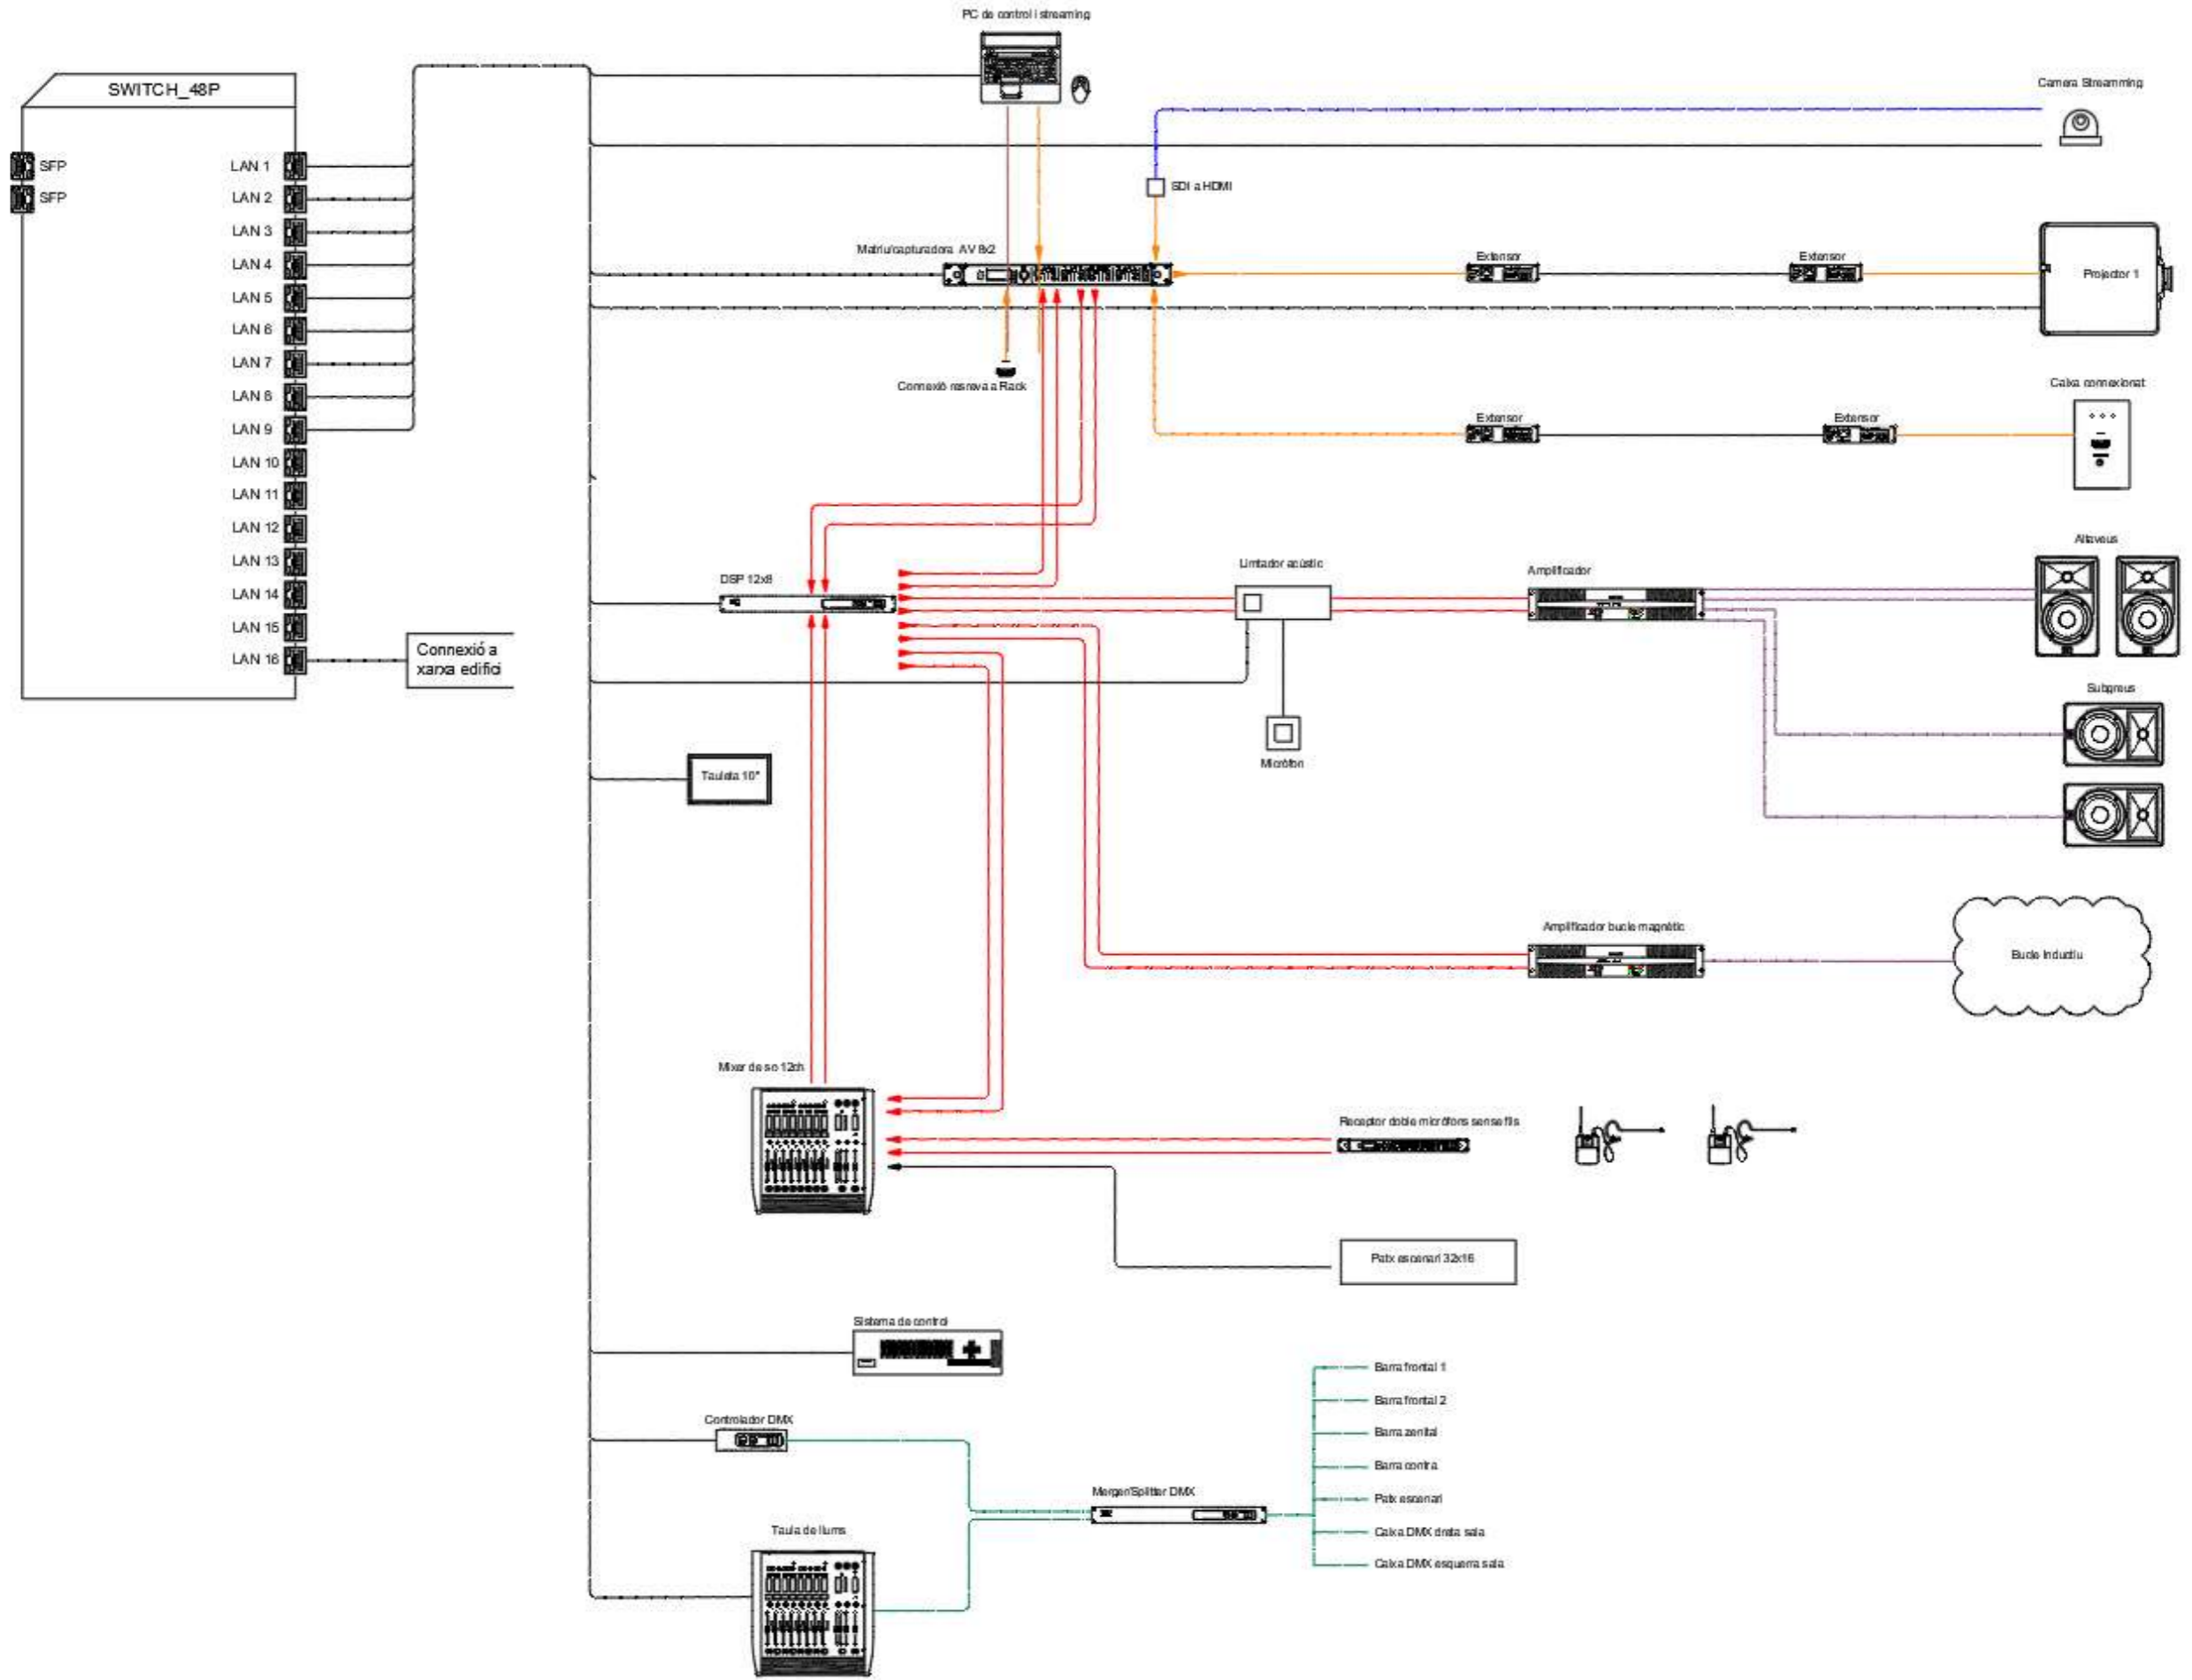 PC de control i streaming
SWITCH_48P
Camera Streamming
SFP
SFP
LAN 1
LAN 2
LAN 3
LAN 4
LAN 5
LAN 6
LAN 7
LAN 8
LAN 9
LAN 10
LAN 11
LAN 12
LAN 13
LAN 14
LAN 15
LAN 16
Connexió a
xarxa edifici
SDI a HDMI
Matriu/capturadora AV 8x2
Extensor
Extensor
Projector 1
Connexió resreva a Rack
Extensor
Extensor
Caixa connexionat
DSP 12x8
Limtador acústic
Amplificador
Altaveus
Subgreus
Micròfon
Tauleta 10"
Amplificador bucle magnètic
Bucle Inductiu
Mixer de so 12ch
Receptor doble micròfons sense fils
Patx escenari 32x16
Sistema de control
Controlador DMX
Merger/Splitter DMX
Taula de llums
Barra frontal 1
Barra frontal 2
Barra zenital
Barra contra
Patx escenari
Caixa DMX dreta sala
Caixa DMX esquerra sala